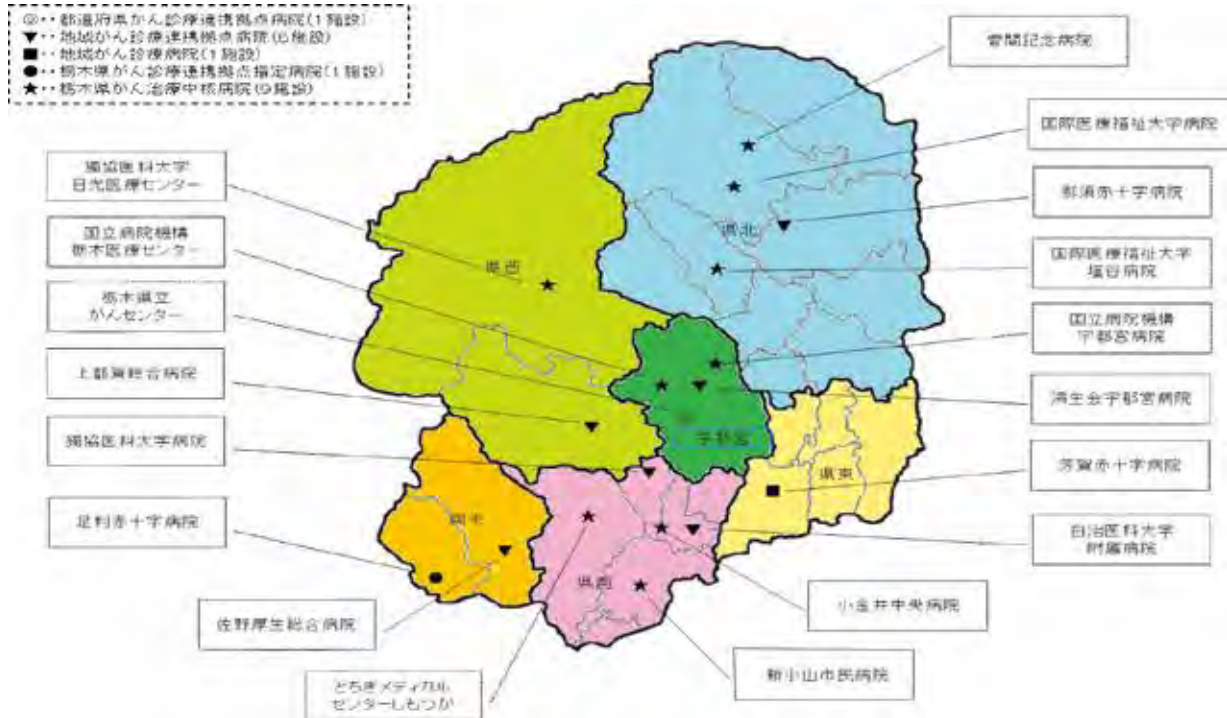 ◎・・都道府県がん診療連携拠点病院(1施設)
▼・・地域がん診療連携拠点病院(6施設)
■・・地域がん診療病院(1施設)
●・・栃木県がん診療連携拠点指定病院(1施設)
★・・栃木県がん治療中核病院(9施設)
菅間記念病院
国際医療福祉大学病院
獨協医科大学
日光医療センター
那須赤十字病院
国立病院機構
栃木医療センター
県北
国際医療福祉大学
塩谷病院
県西
栃木県立
がんセンター
国立病院機構
宇都宮病院
上都賀総合病院
済生会宇都宮病院
獨協医科大学病院
宇都宮
芳賀赤十字病院
県東
足利赤十字病院
両毛
自治医科大学
附属病院
県南
小金井中央病院
佐野厚生総合病院
新小山市民病院
とちぎメディカル
センターしもつが